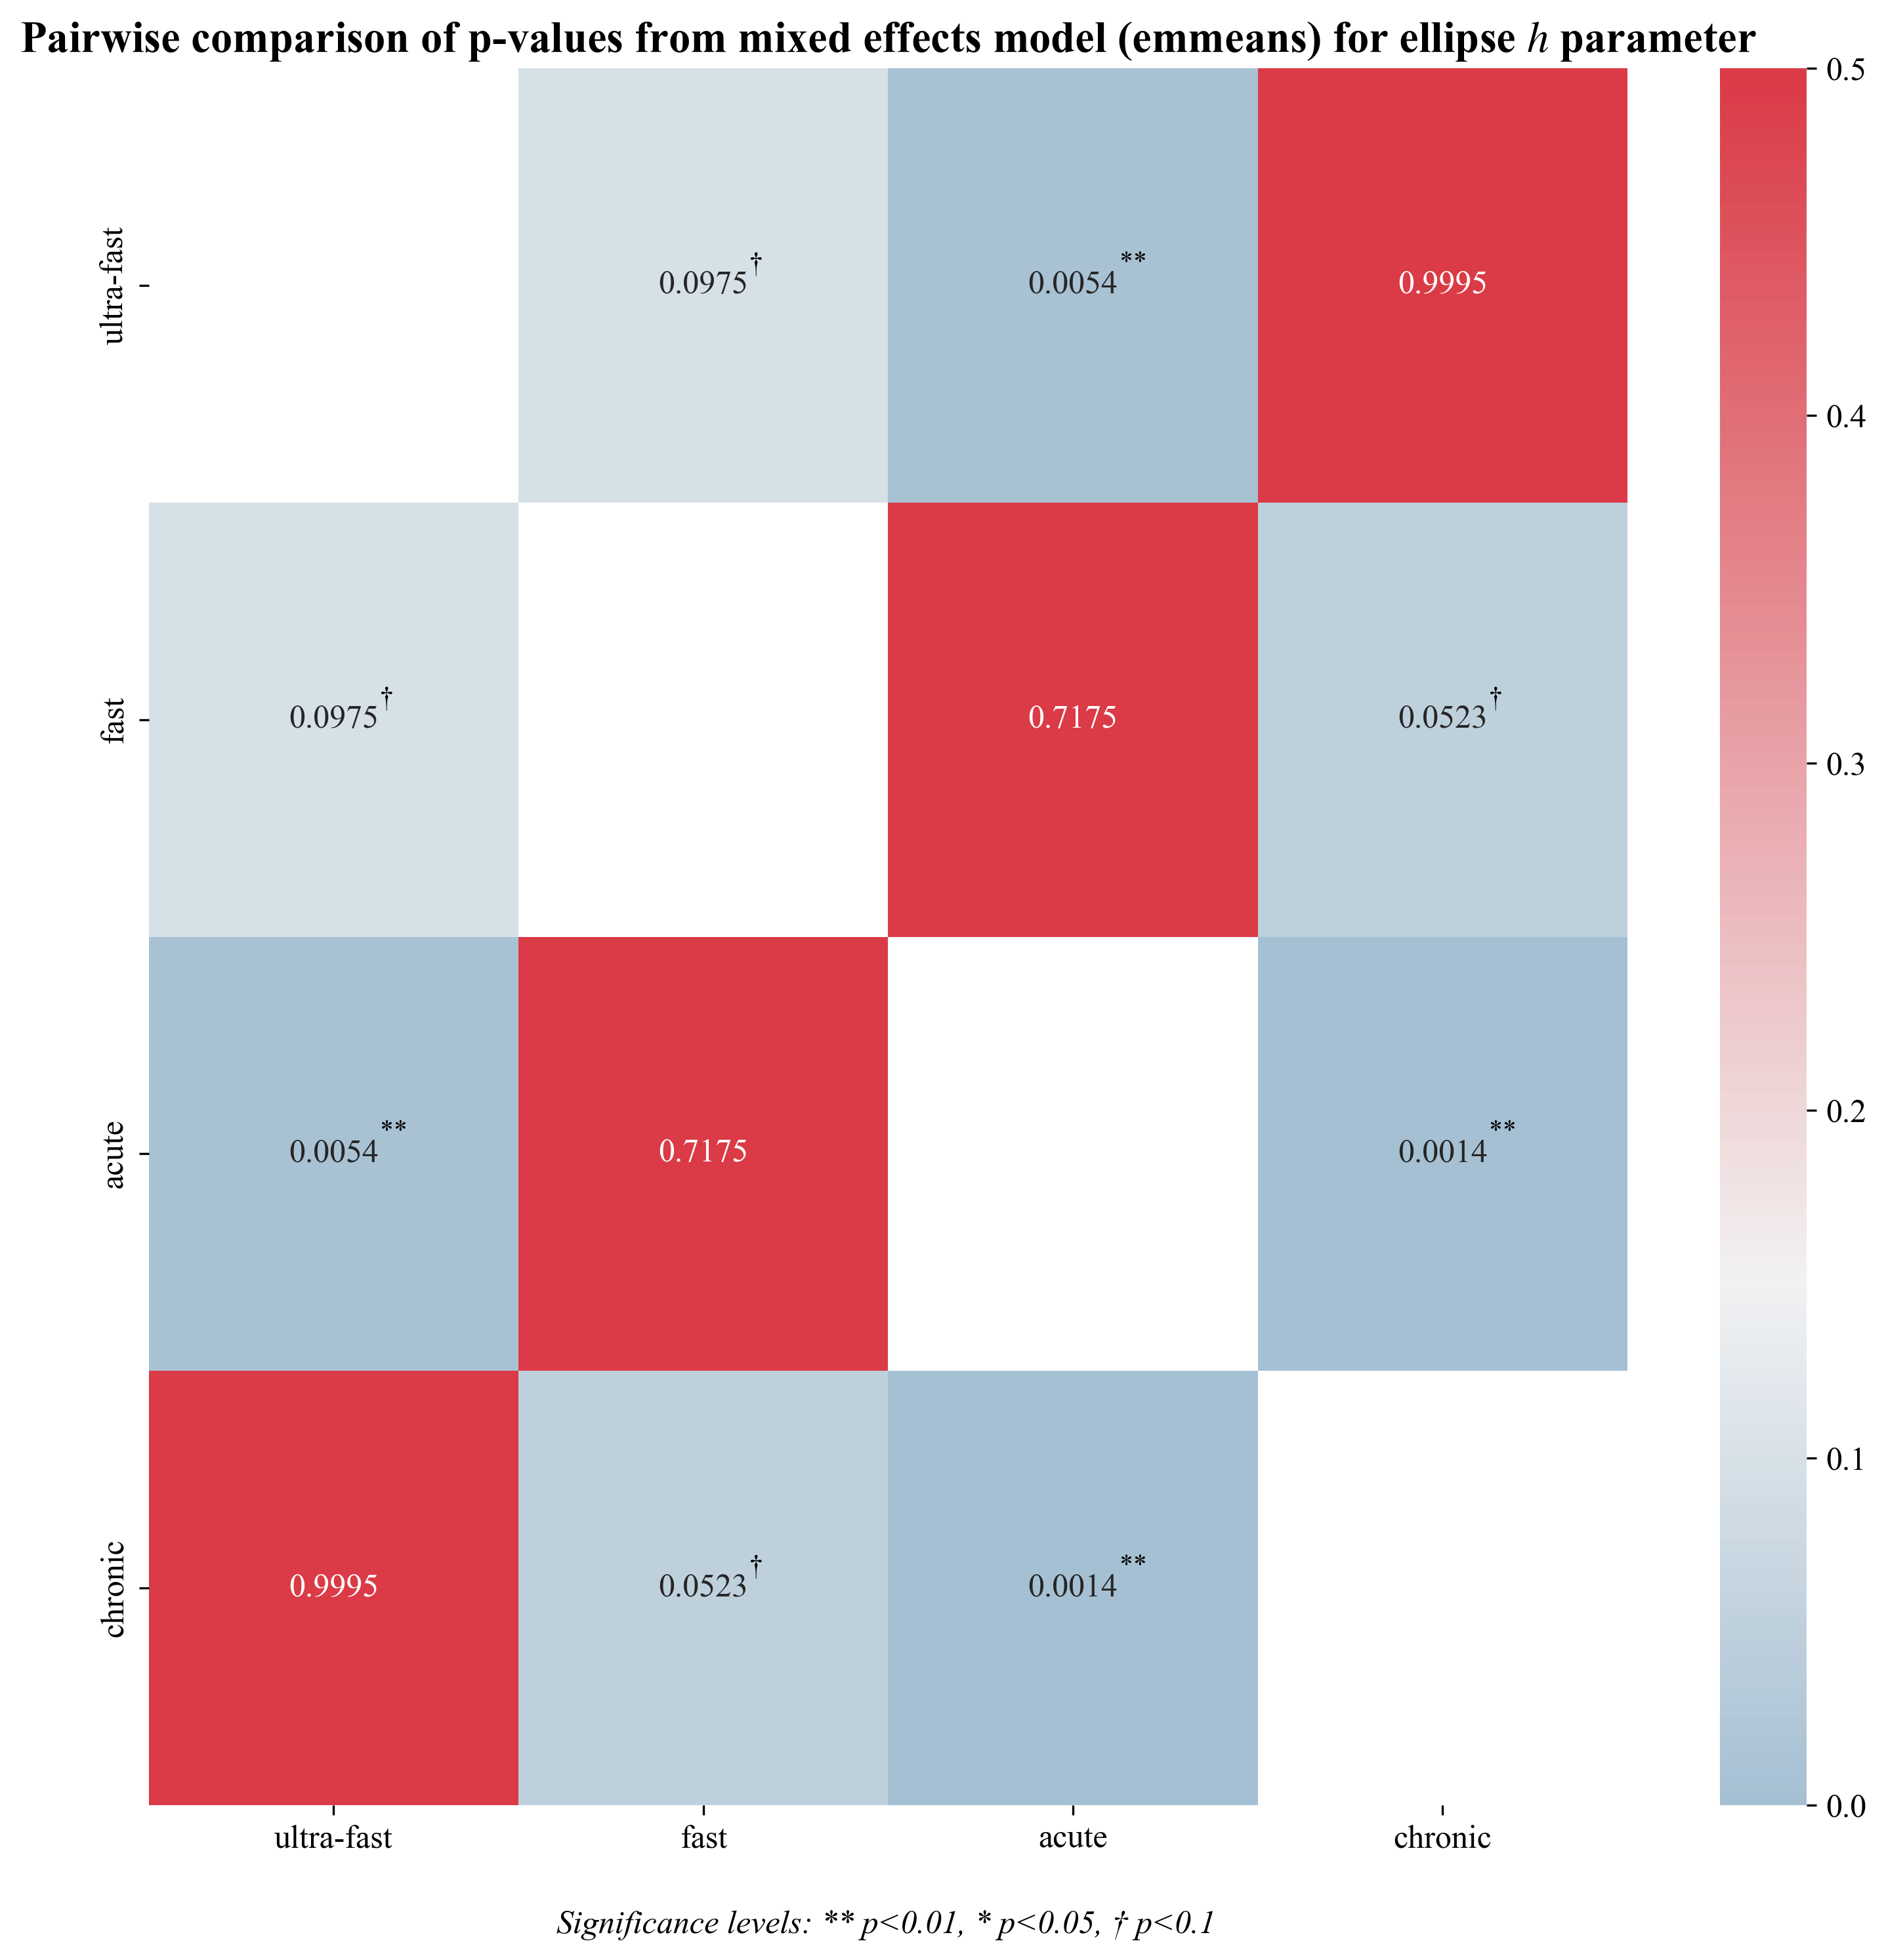 Pairwise comparison of p-values from mixed effects model (emmeans) for ellipse h parameter
ultra-fast
0.0975†
0.0054**
0.9995
fast
0.0975†
0.7175
0.0523†
acute
0.0054**
0.7175
0.0014**
chronic
0.9995
0.0523†
0.0014**
ultra-fast
fast
acute
chronic
0.5
0.4
0.3
0.2
0.1
0.0
Significance levels: ** p<0.01, * p<0.05, † p<0.1